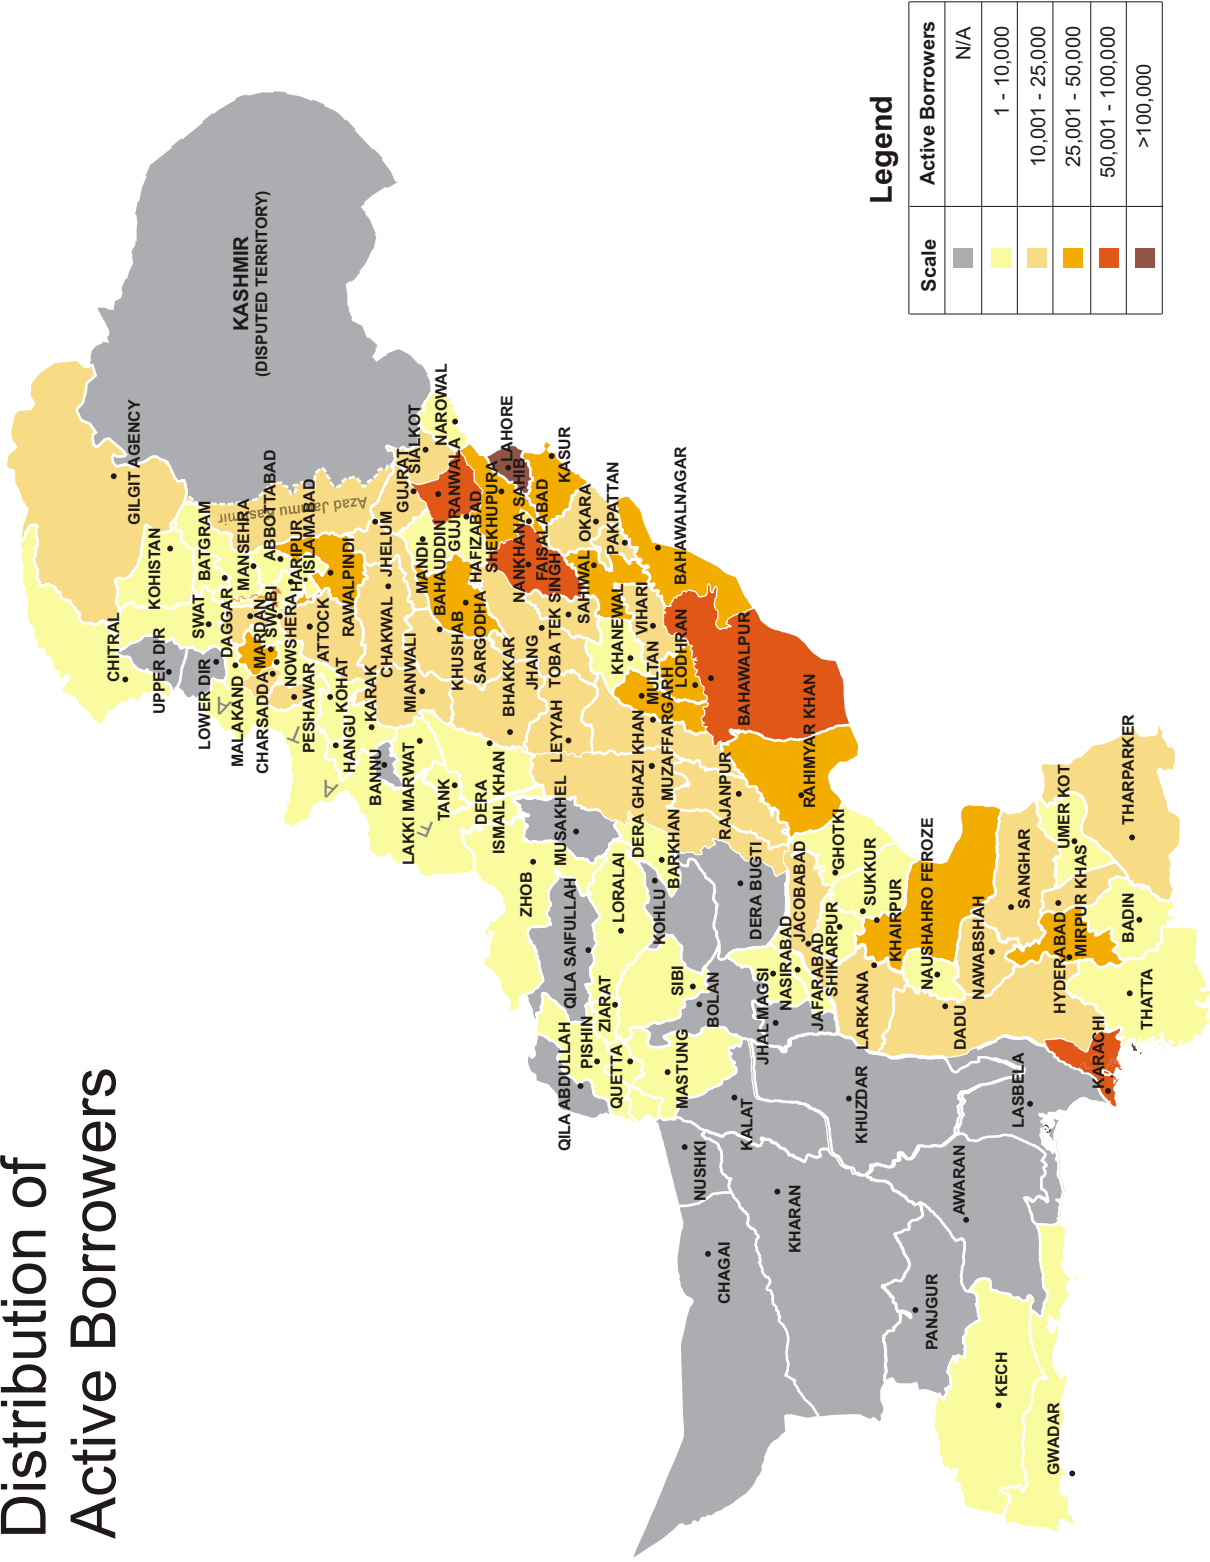 Distribution of
Active Borrowers
KASHMIR
(DISPUTED TERRITORY)
Azad Jammu Kashmir
GILGIT AGENCY
CHITRAL
KOHISTAN
UPPER DIR
SWAT
BATGRAM
LOWER DIR
DAGGAR
MANSEHRA
MALAKAND
MARDAN
SWABI
ABBOTTABAD
CHARSADDA
NOWSHERA
HARIPUR
ISLAMABAD
PESHAWAR
ATTOCK
RAWALPINDI
F
A
T
A
HANGU
KOHAT
KARAK
CHAKWAL
JHELUM
BANNU
LAKKI MARWAT
MIANWALI
TANK
DERA
ISMAIL KHAN
GUJRAT
SIALKOT
NAROWAL
MANDI
BAHAUDDIN
GUJRANWALA
HAFIZABAD
SHEKHUPURA
LAHORE
NANKHANA SAHIB
KHUSHAB
SARGODHA
BHAKKAR
JHANG
FAISALABAD
TOBA TEK SINGH
KASUR
OKARA
SAHIWAL
PAKPATTAN
LEYYAH
KHANEWAL
VIHARI
MULTAN
LODHRAN
BAHAWALNAGAR
MUZAFFARGARH
DERA GHAZI KHAN
BAHAWALPUR
RAJANPUR
RAHIMYAR KHAN
ZHOB
MUSAKHEL
QILA SAIFULLAH
LORALAI
BARKHAN
KOHLU
DERA BUGTI
ZIARAT
SIBI
BOLAN
QILA ABDULLAH
PISHIN
QUETTA
MASTUNG
JHAL MAGSI
NASIRABAD
JAFARABAD
JACOBABAD
SHIKARPUR
GHOTKI
SUKKUR
KHAIRPUR
LARKANA
NAUSHAHRO FEROZE
DADU
NAWABSHAH
SANGHAR
UMER KOT
MIRPUR KHAS
THARPARKER
HYDERABAD
BADIN
THATTA
KARACHI
KALAT
KHUZDAR
LASBELA
NUSHKI
KHARAN
AWARAN
CHAGAI
PANJGUR
KECH
GWADAR
Legend
Scale Active Borrowers
N/A
1 - 10,000
10,001 - 25,000
25,001 - 50,000
50,001 - 100,000
>100,000